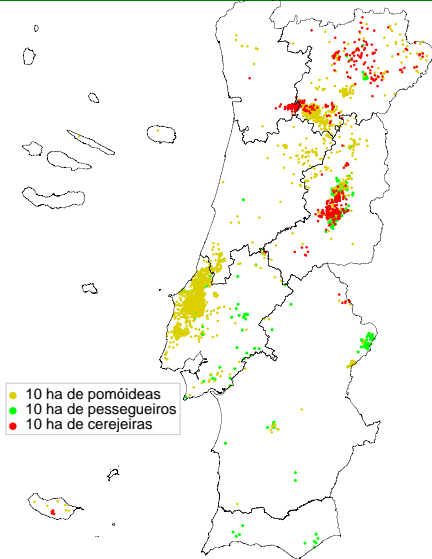 10 ha de pomóideas
10 ha de pessegueiros
10 ha de cerejeiras